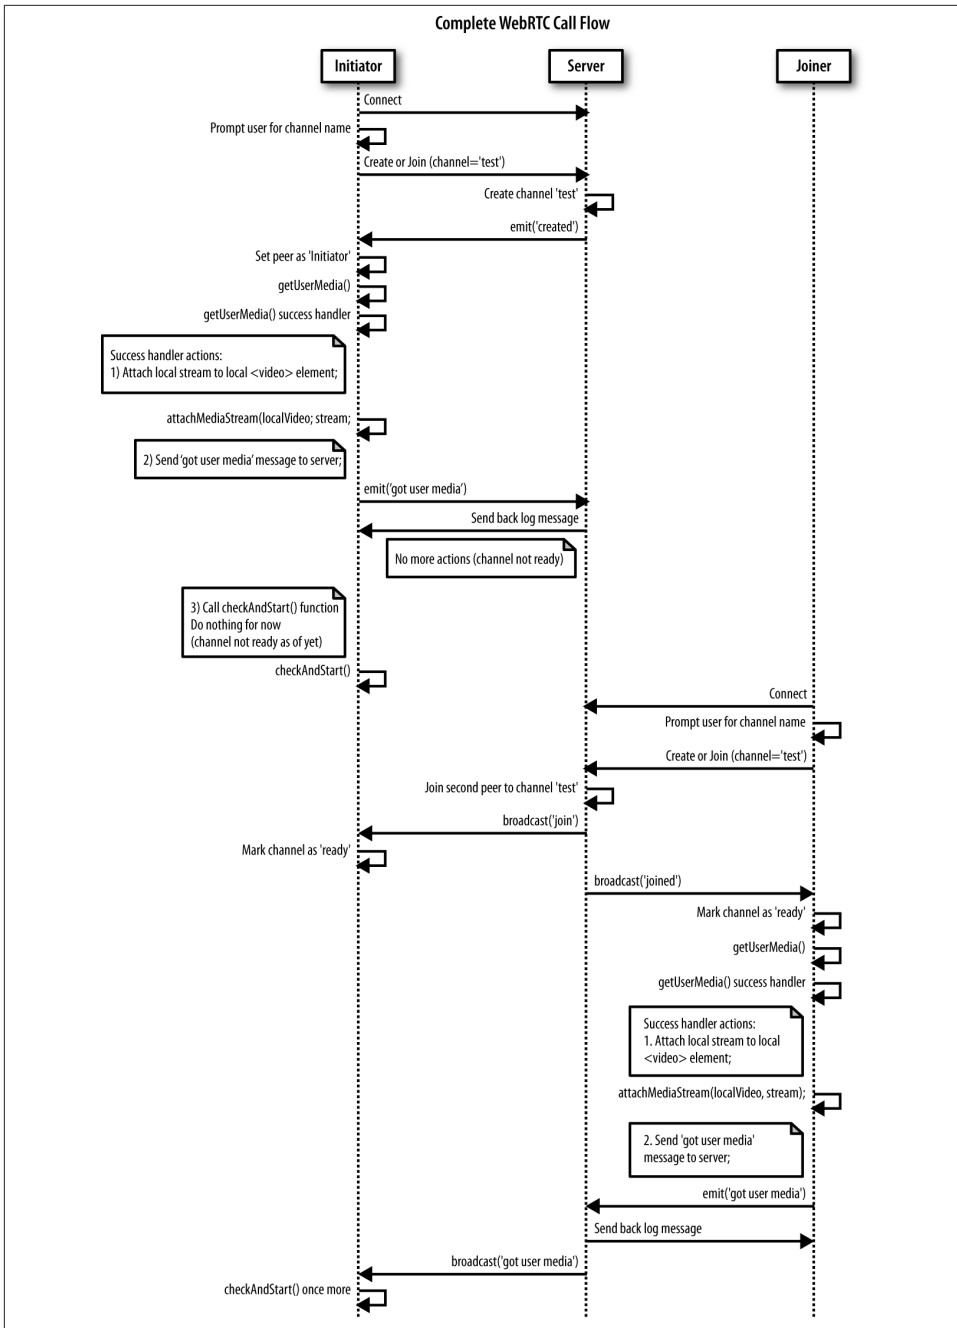 Complete WebRTC Call Flow
Initiator
Server
Joiner
Connect
Prompt user for channel name
Create or Join (channel='test')
Create channel 'test'
emit('created')
Set peer as 'Initiator'
getUserMedia()
getUserMedia() success handler
Success handler actions:
1) Attach local stream to local <video> element;
attachMediaStream(localVideo; stream;
2) Send ‘got user media’ message to server;
emit(‘got user media’)
Send back log message
No more actions (channel not ready)
3) Call checkAndStart() function
Do nothing for now
(channel not ready as of yet)
checkAndStart()
Connect
Prompt user for channel name
Create or Join (channel='test')
Join second peer to channel 'test'
broadcast('join')
Mark channel as 'ready'
broadcast('joined')
Mark channel as 'ready'
getUserMedia()
getUserMedia() success handler
Success handler actions:
1. Attach local stream to local
<video> element;
attachMediaStream(localVideo, stream);
2. Send 'got user media'
message to server;
emit('got user media')
Send back log message
broadcast('got user media')
checkAndStart() once more